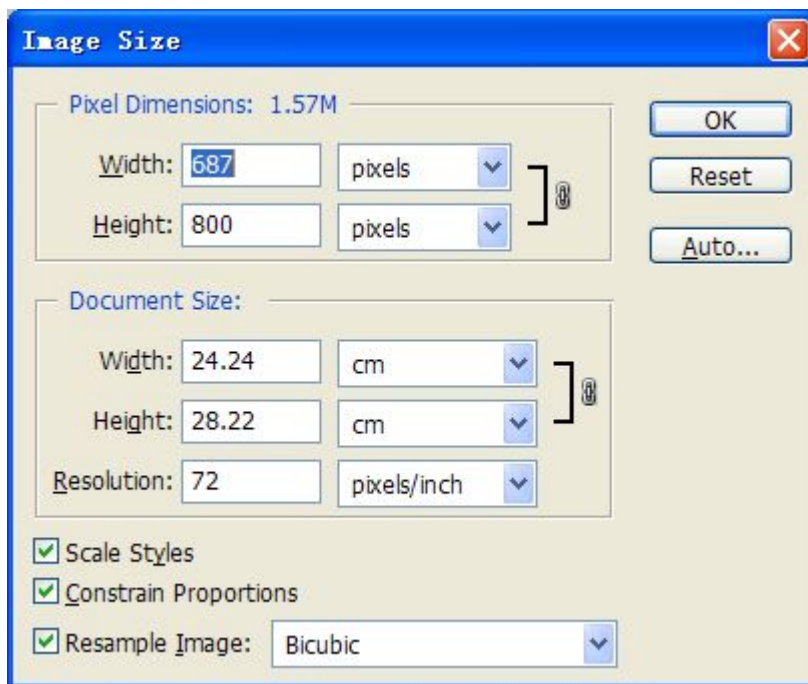 Image Size
Pixel Dimensions: 1.57M
Width: 687 pixels
Height: 800 pixels
OK
Reset
Auto...
Document Size:
Width: 24.24 cm
Height: 28.22 cm
Resolution: 72 pixels/inch
Scale Styles
Constrain Proportions
Resample Image: Bicubic